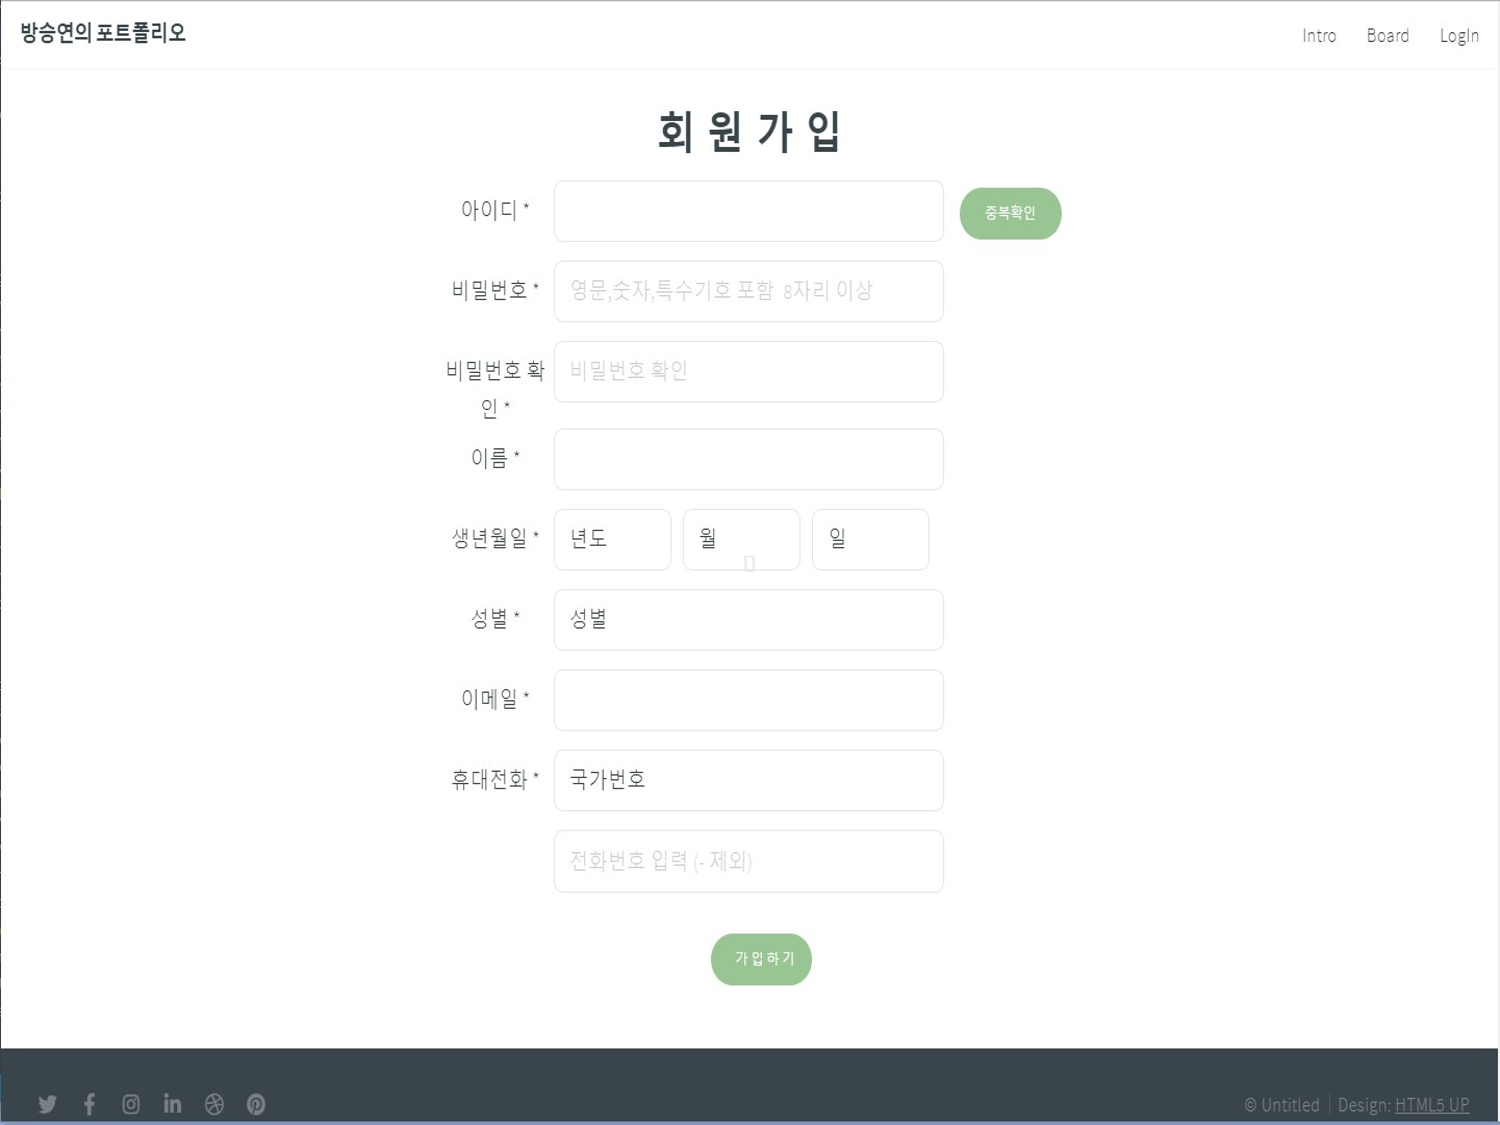 방승연의 포트폴리오
Intro
Board
LogIn
회 원 가 입
아이디 *
중복확인
비밀번호 *
영문,숫자,특수기호 포함 8자리 이상
비밀번호 확
인 *
비밀번호 확인
이름 *
생년월일 *
년도
월
일
성별 *
성별
이메일 *
휴대전화 *
국가번호
전화번호 입력 (- 제외)
가 입 하 기
© Untitled
Design: HTML5 UP